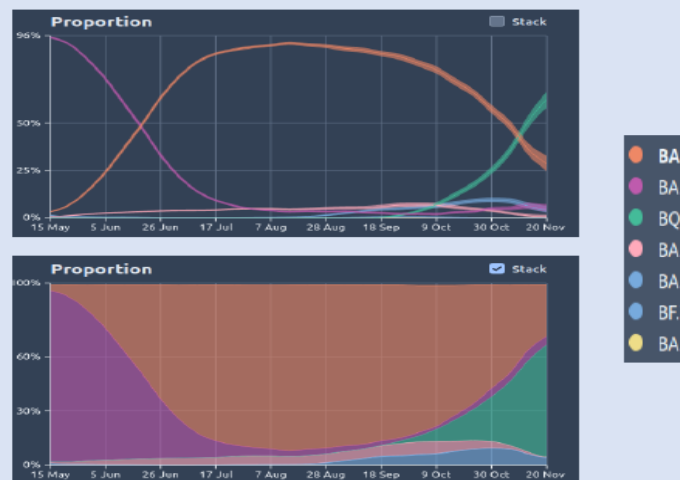 Proportion
Stack
96%
50%
25%
0%
15 May 5 Jun 26 Jun 17 Jul 7 Aug 28 Aug 18 Sep 9 Oct 30 Oct 20 Nov
Proportion
Stack
100%
60%
30%
0%
15 May 5 Jun 26 Jun 17 Jul 7 Aug 28 Aug 18 Sep 9 Oct 30 Oct 20 Nov
BA
BA
BQ
BA
BA
BF.
BA